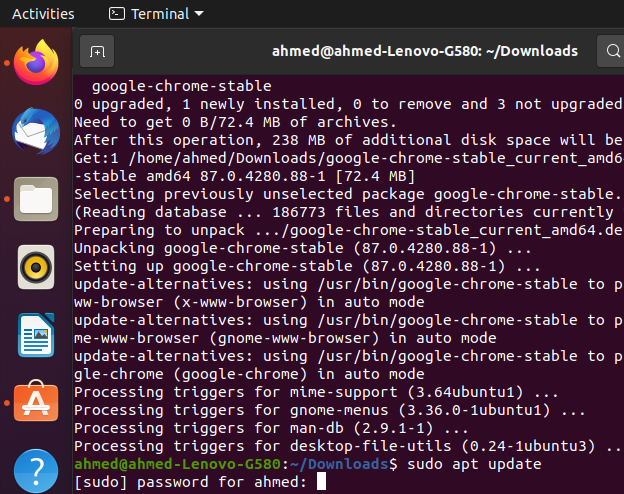 Activities
Terminal
ahmed@ahmed-Lenovo-G580: ~/Downloads
google-chrome-stable
0 upgraded, 1 newly installed, 0 to remove and 3 not upgraded
Need to get 0 B/72.4 MB of archives.
After this operation, 238 MB of additional disk space will be
Get:1 /home/ahmed/Downloads/google-chrome-stable_current_amd6
-stable amd64 87.0.4280.88-1 [72.4 MB]
Selecting previously unselected package google-chrome-stable.
(Reading database ... 186773 files and directories currently
Preparing to unpack .../google-chrome-stable_current_amd64.de
Unpacking google-chrome-stable (87.0.4280.88-1) ...
Setting up google-chrome-stable (87.0.4280.88-1) ...
update-alternatives: using /usr/bin/google-chrome-stable to p
ww-browser (x-www-browser) in auto mode
update-alternatives: using /usr/bin/google-chrome-stable to p
me-www-browser (gnome-www-browser) in auto mode
update-alternatives: using /usr/bin/google-chrome-stable to p
gle-chrome (google-chrome) in auto mode
Processing triggers for mime-support (3.64ubuntu1) ...
Processing triggers for gnome-menus (3.36.0-1ubuntu1) ...
Processing triggers for man-db (2.9.1-1) ...
Processing triggers for desktop-file-utils (0.24-1ubuntu3) ..
ahmed@ahmed-Lenovo-G580:~/Downloads$ sudo apt update
[sudo] password for ahmed: